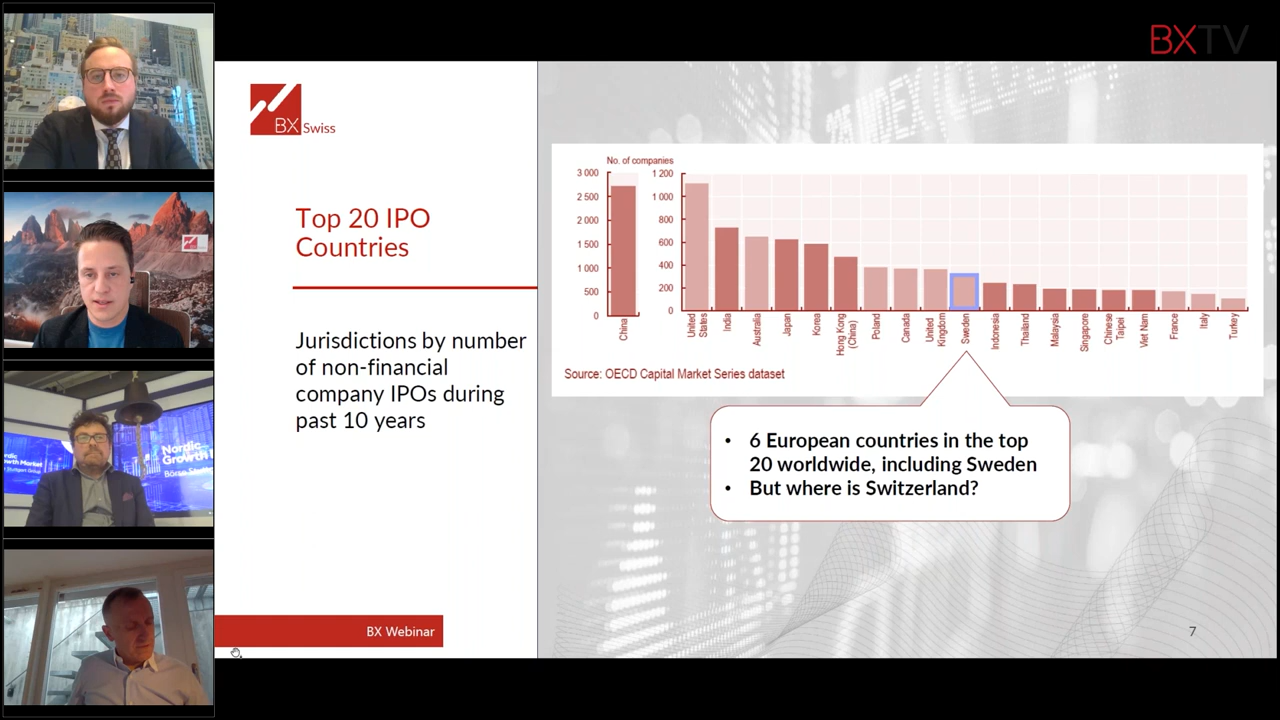 BXTV
BX Swiss
Top 20 IPO
Countries
Jurisdictions by number
of non-financial
company IPOs during
past 10 years
BX Webinar
No. of companies
3 000
2 500
2 000
1 500
1 000
500
0
China
1 200
1 000
800
600
400
200
0
United States
India
Australia
Japan
Korea
Hong Kong (China)
Poland
Canada
United Kingdom
Sweden
Indonesia
Thailand
Malaysia
Singapore
Chinese Taipei
Viet Nam
France
Italy
Turkey
Source: OECD Capital Market Series dataset
• 6 European countries in the top
20 worldwide, including Sweden
• But where is Switzerland?
7
Nordic
Growth